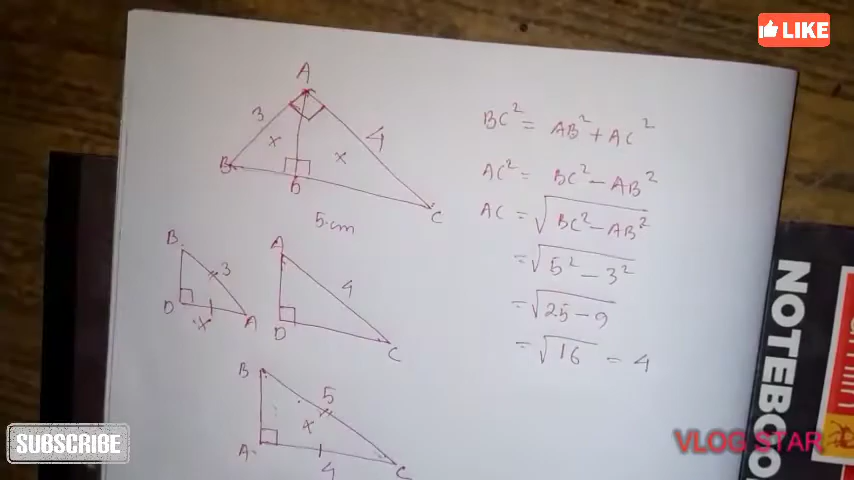 LIKE
A
3
4
x
x
B
D
C
5 cm
BC² = AB² + AC²
AC² = BC² - AB²
AC = √BC² - AB²
= √5² - 3²
= √25 - 9
= √16 = 4
B
3
D
x
A
A
4
D
C
B
5
x
A
4
C
NOTEBOO
SUBSCRIBE
VLOG STAR